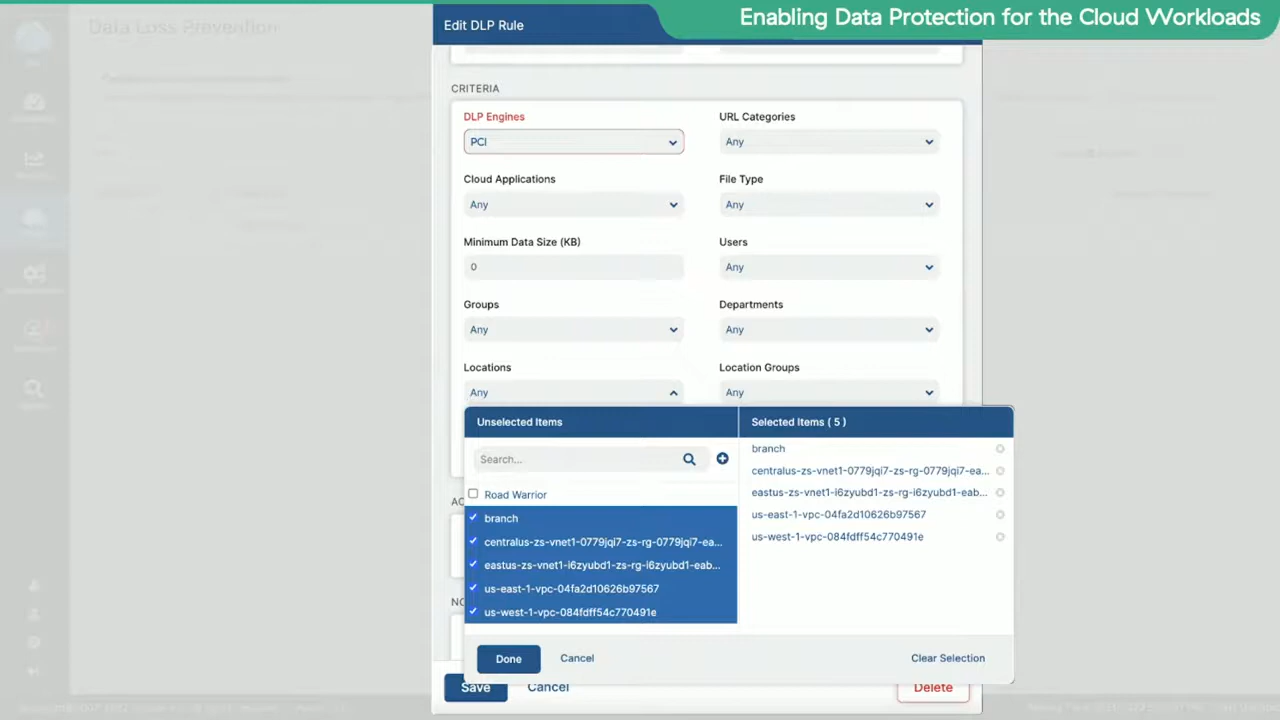 Enabling Data Protection for the Cloud Workloads
Data Loss Prevention
Edit DLP Rule
CRITERIA
DLP Engines
URL Categories
PCI
Any
Cloud Applications
File Type
Any
Any
Minimum Data Size (KB)
Users
0
Any
Groups
Departments
Any
Any
Locations
Location Groups
Any
Any
Unselected Items
Selected Items ( 5 )
Search...
Road Warrior
branch
centralus-zs-vnet1-0779jqi7-zs-rg-0779jqi7-ea...
eastus-zs-vnet1-i6zyubd1-zs-rg-i6zyubd1-eab...
us-east-1-vpc-04fa2d10626b97567
us-west-1-vpc-084fdff54c770491e
branch
centralus-zs-vnet1-0779jqi7-zs-rg-0779jqi7-ea...
eastus-zs-vnet1-i6zyubd1-zs-rg-i6zyubd1-eab...
us-east-1-vpc-04fa2d10626b97567
us-west-1-vpc-084fdff54c770491e
Done
Cancel
Clear Selection
Save
Cancel
Delete